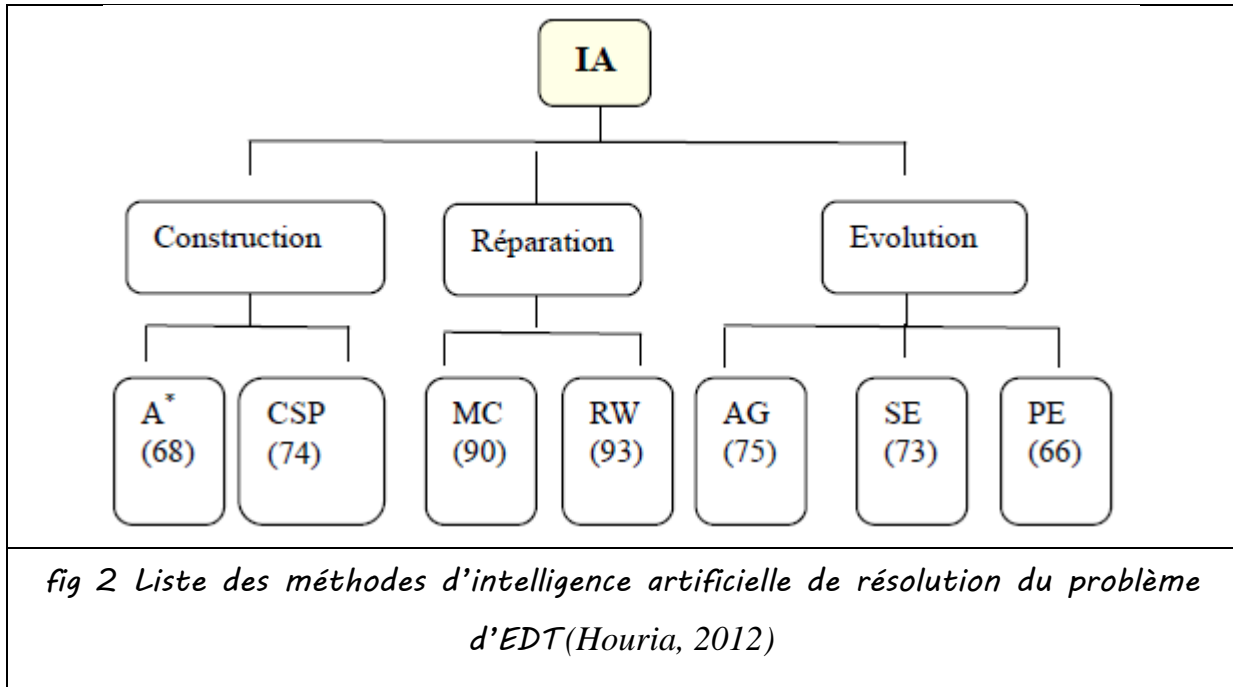 IA
Construction
Réparation
Evolution
A*
(68)
CSP
(74)
MC
(90)
RW
(93)
AG
(75)
SE
(73)
PE
(66)
fig 2 Liste des méthodes d’intelligence artificielle de résolution du problème
d’EDT(Houria, 2012)